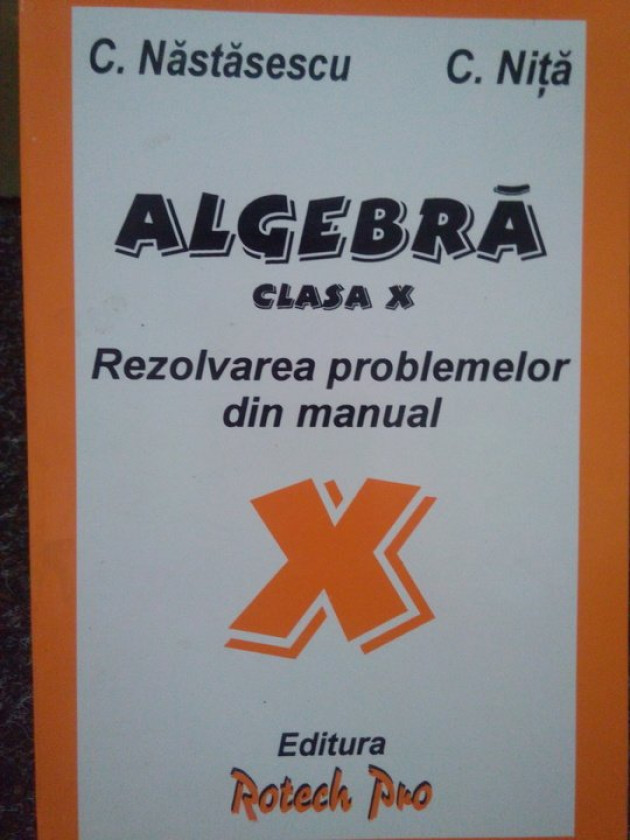 C. Năstăsescu C. Niță
ALGEBRĂ
CLASA X
Rezolvarea problemelor
din manual
X
Editura
Rotech Pro